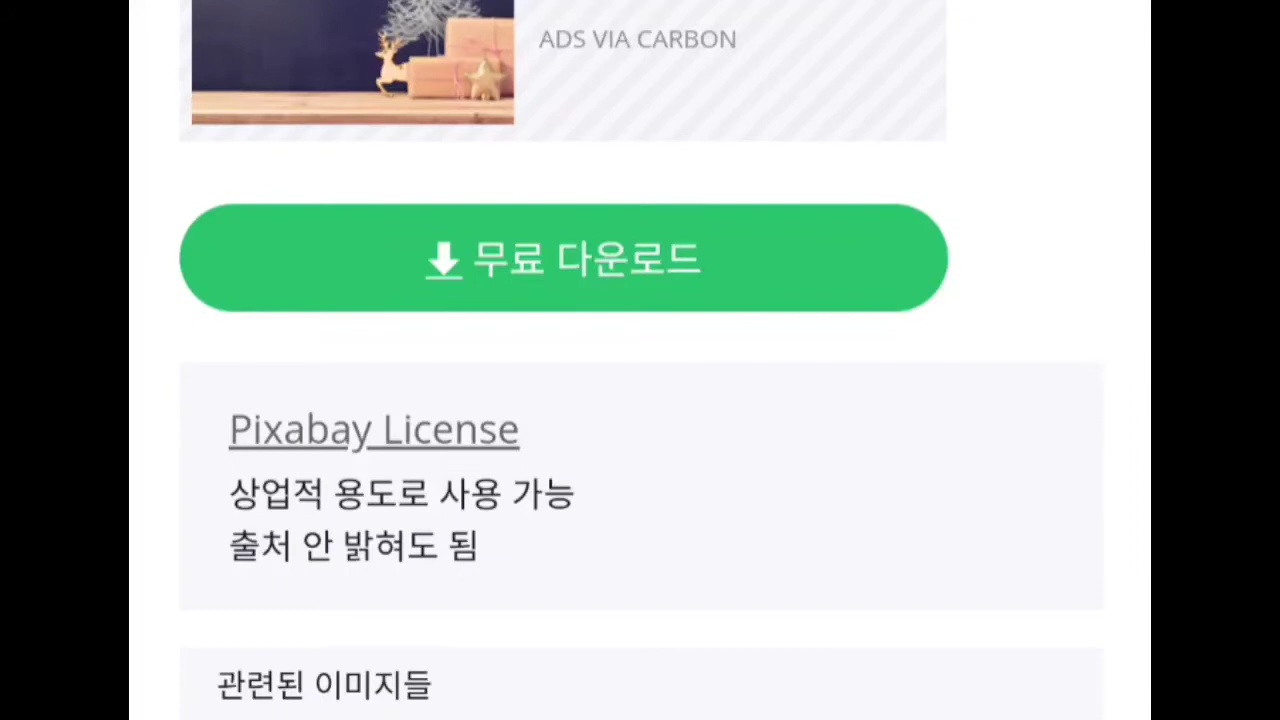 ADS VIA CARBON
무료 다운로드
Pixabay License
상업적 용도로 사용 가능
출처 안 밝혀도 됨
관련된 이미지들